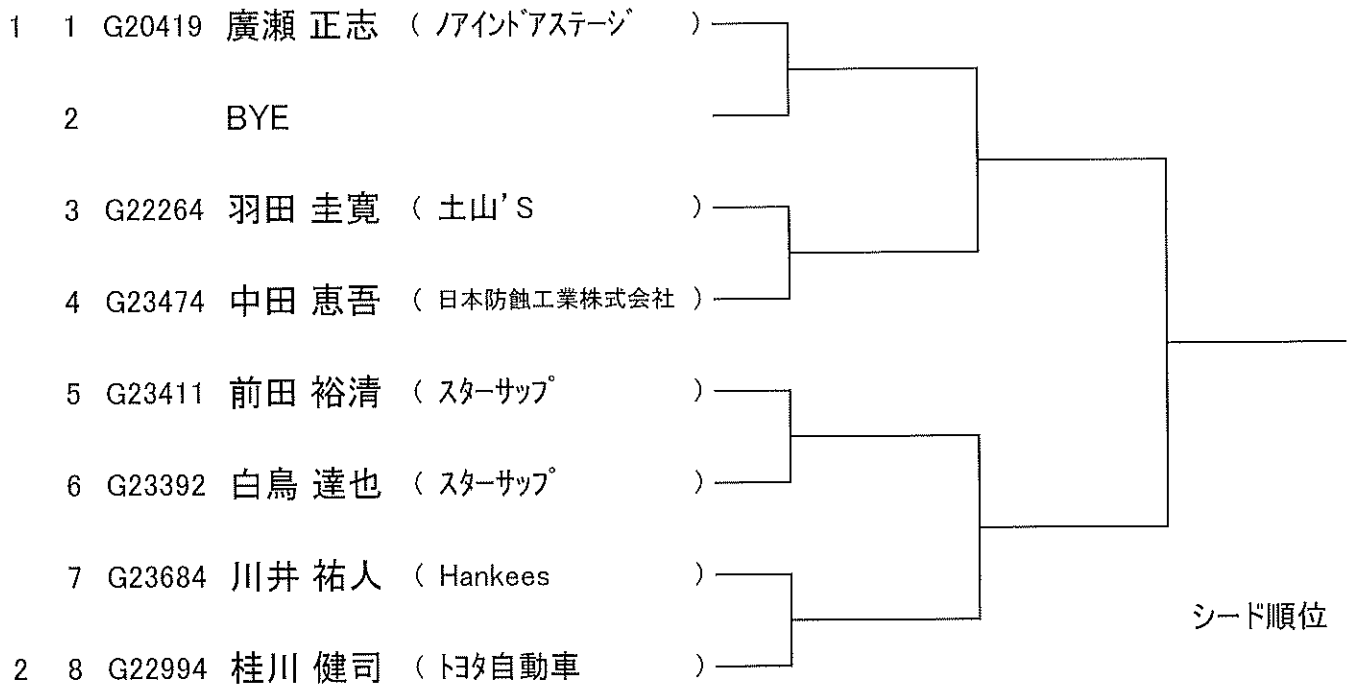 1 1 G20419 廣瀬 正志 ( ﾉｱｲﾝﾄﾞｱｽﾃｰｼﾞ )
2 BYE
3 G22264 羽田 圭寛 ( 土山'S )
4 G23474 中田 恵吾 ( 日本防蝕工業株式会社 )
5 G23411 前田 裕清 ( ｽﾀｰｻｯﾌﾟ )
6 G23392 白鳥 達也 ( ｽﾀｰｻｯﾌﾟ )
7 G23684 川井 祐人 ( Hankees )
シード順位
2 8 G22994 桂川 健司 ( ﾄﾖﾀ自動車 )